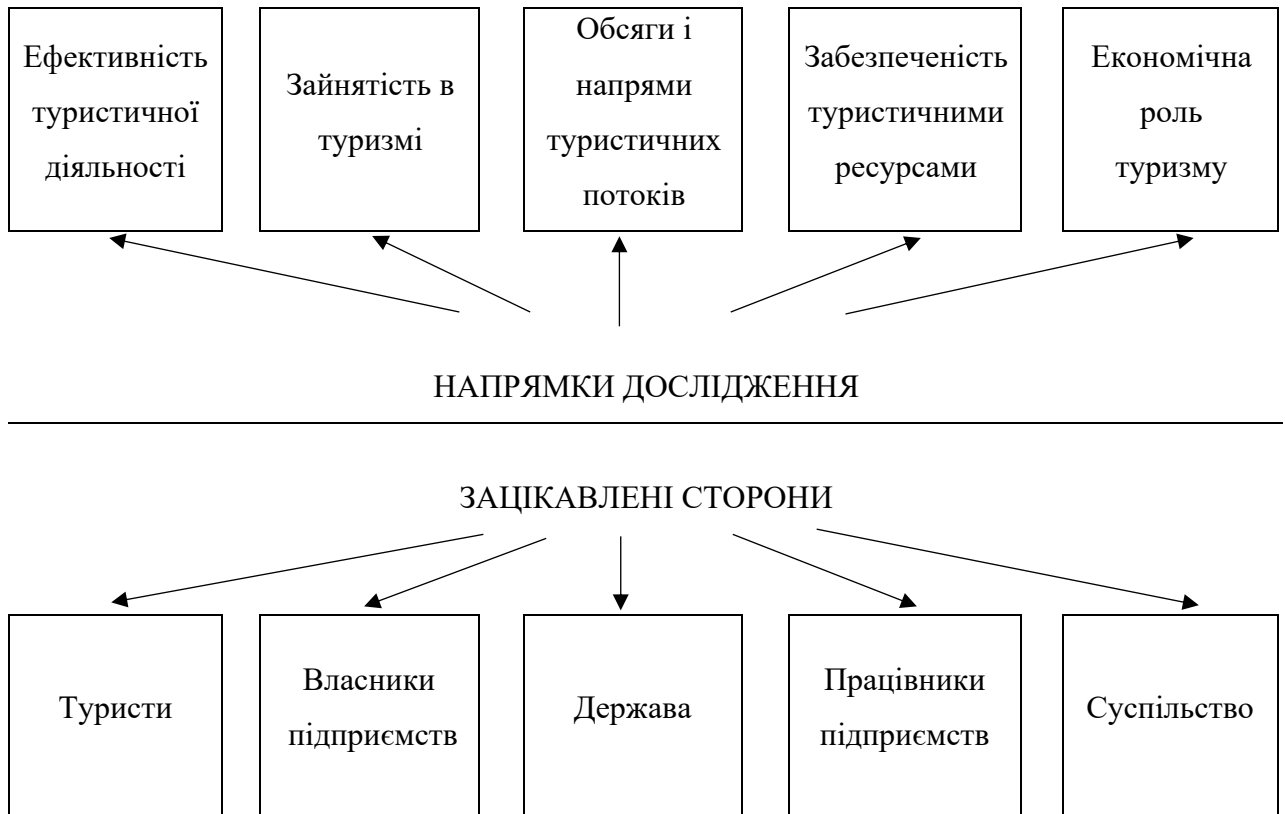 Ефективність
туристичної
діяльності
Зайнятість в
туризмі
Обсяги і
напрями
туристичних
потоків
Забезпеченість
туристичними
ресурсами
Економічна
роль
туризму
НАПРЯМКИ ДОСЛІДЖЕННЯ
ЗАЦІКАВЛЕНІ СТОРОНИ
Туристи
Власники
підприємств
Держава
Працівники
підприємств
Суспільство